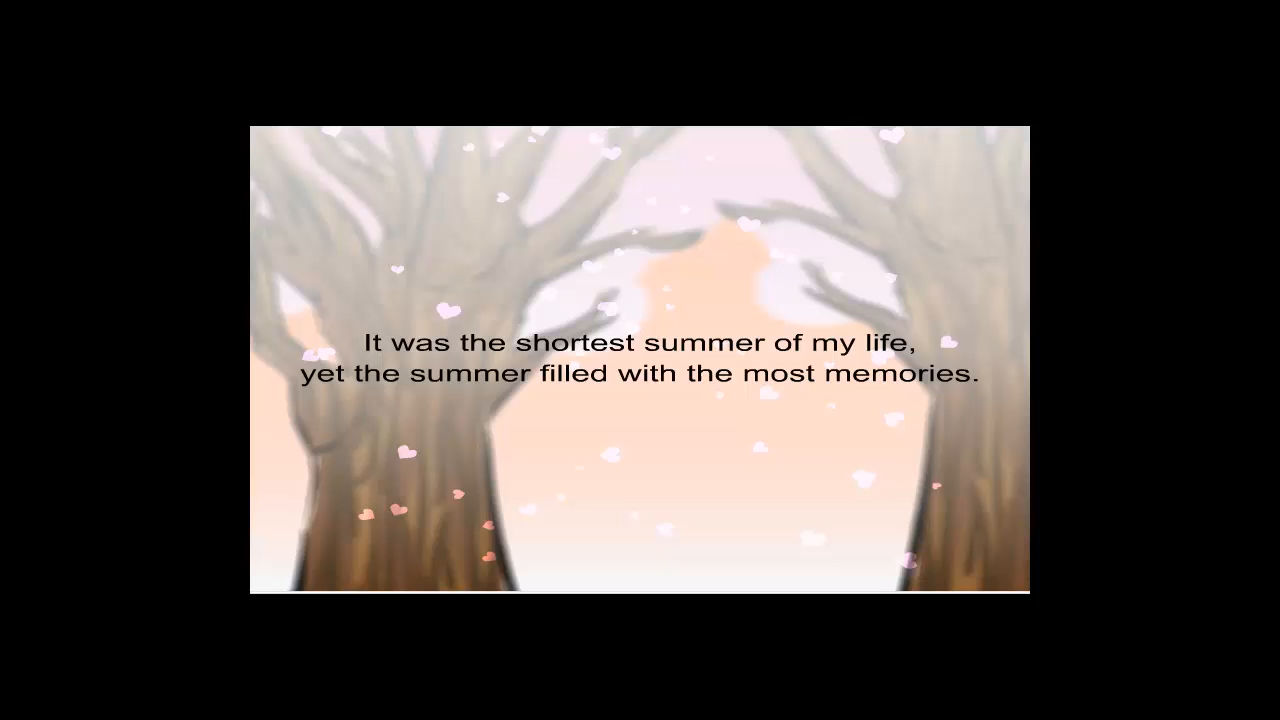 It was the shortest summer of my life,
yet the summer filled with the most memories.